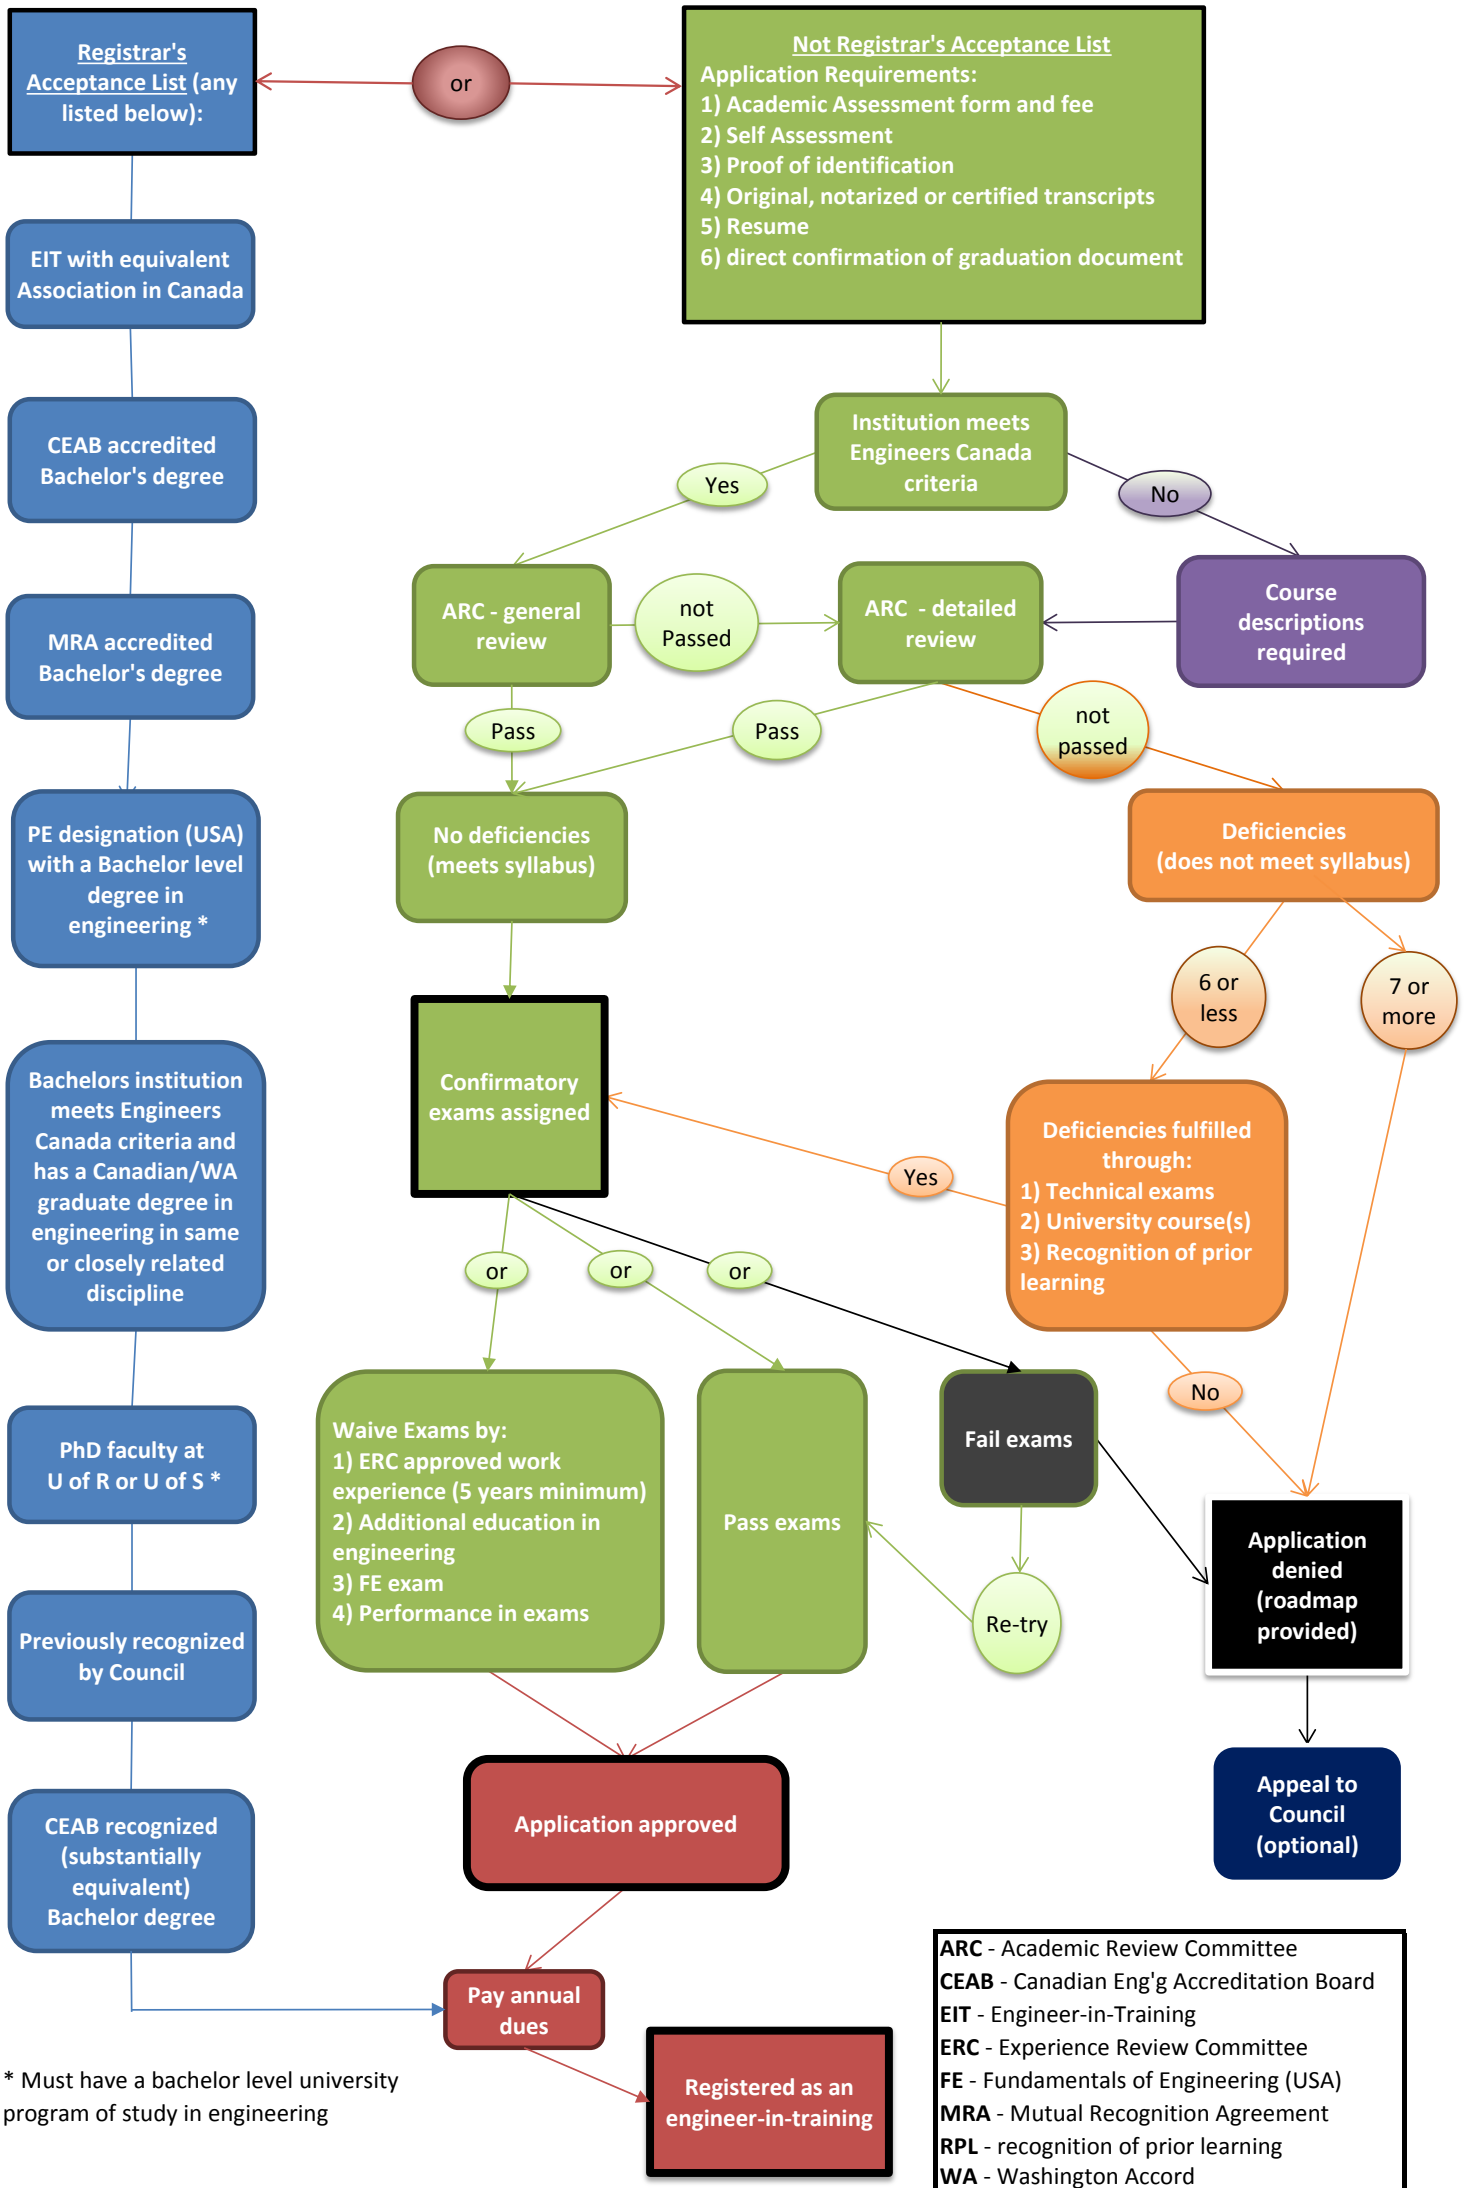 Registrar's
Acceptance List (any
listed below):
or
Not Registrar's Acceptance List
Application Requirements:
1) Academic Assessment form and fee
2) Self Assessment
3) Proof of identification
4) Original, notarized or certified transcripts
5) Resume
6) direct confirmation of graduation document
EIT with equivalent
Association in Canada
CEAB accredited
Bachelor's degree
MRA accredited
Bachelor's degree
PE designation (USA)
with a Bachelor level
degree in
engineering *
Bachelors institution
meets Engineers
Canada criteria and
has a Canadian/WA
graduate degree in
engineering in same
or closely related
discipline
PhD faculty at
U of R or U of S *
Previously recognized
by Council
CEAB recognized
(substantially
equivalent)
Bachelor degree
Institution meets
Engineers Canada
criteria
Yes
No
ARC - general
review
not
Passed
ARC - detailed
review
Course
descriptions
required
Pass
Pass
not
passed
No deficiencies
(meets syllabus)
Deficiencies
(does not meet syllabus)
6 or
less
7 or
more
Confirmatory
exams assigned
Yes
Deficiencies fulfilled
through:
1) Technical exams
2) University course(s)
3) Recognition of prior
learning
or
or
or
No
Waive Exams by:
1) ERC approved work
experience (5 years minimum)
2) Additional education in
engineering
3) FE exam
4) Performance in exams
Pass exams
Fail exams
Re-try
Application
denied
(roadmap
provided)
Application approved
Appeal to
Council
(optional)
Pay annual
dues
Registered as an
engineer-in-training
* Must have a bachelor level university
program of study in engineering
ARC - Academic Review Committee
CEAB - Canadian Eng'g Accreditation Board
EIT - Engineer-in-Training
ERC - Experience Review Committee
FE - Fundamentals of Engineering (USA)
MRA - Mutual Recognition Agreement
RPL - recognition of prior learning
WA - Washington Accord